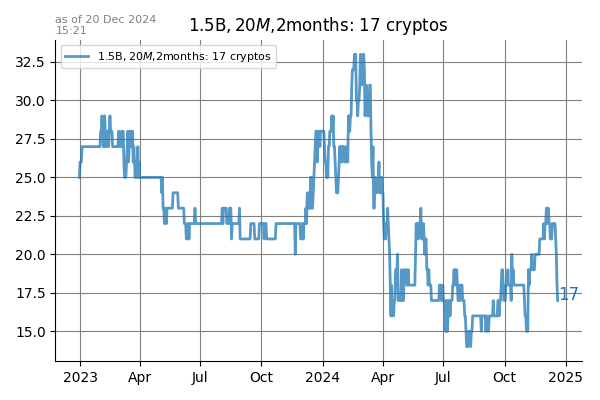 as of 20 Dec 2024
15:21
1.5B, 20M,2months: 17 cryptos
1.5B, 20M,2months: 17 cryptos
32.5
30.0
27.5
25.0
22.5
20.0
17.5
15.0
17
2023 Apr Jul Oct 2024 Apr Jul Oct 2025